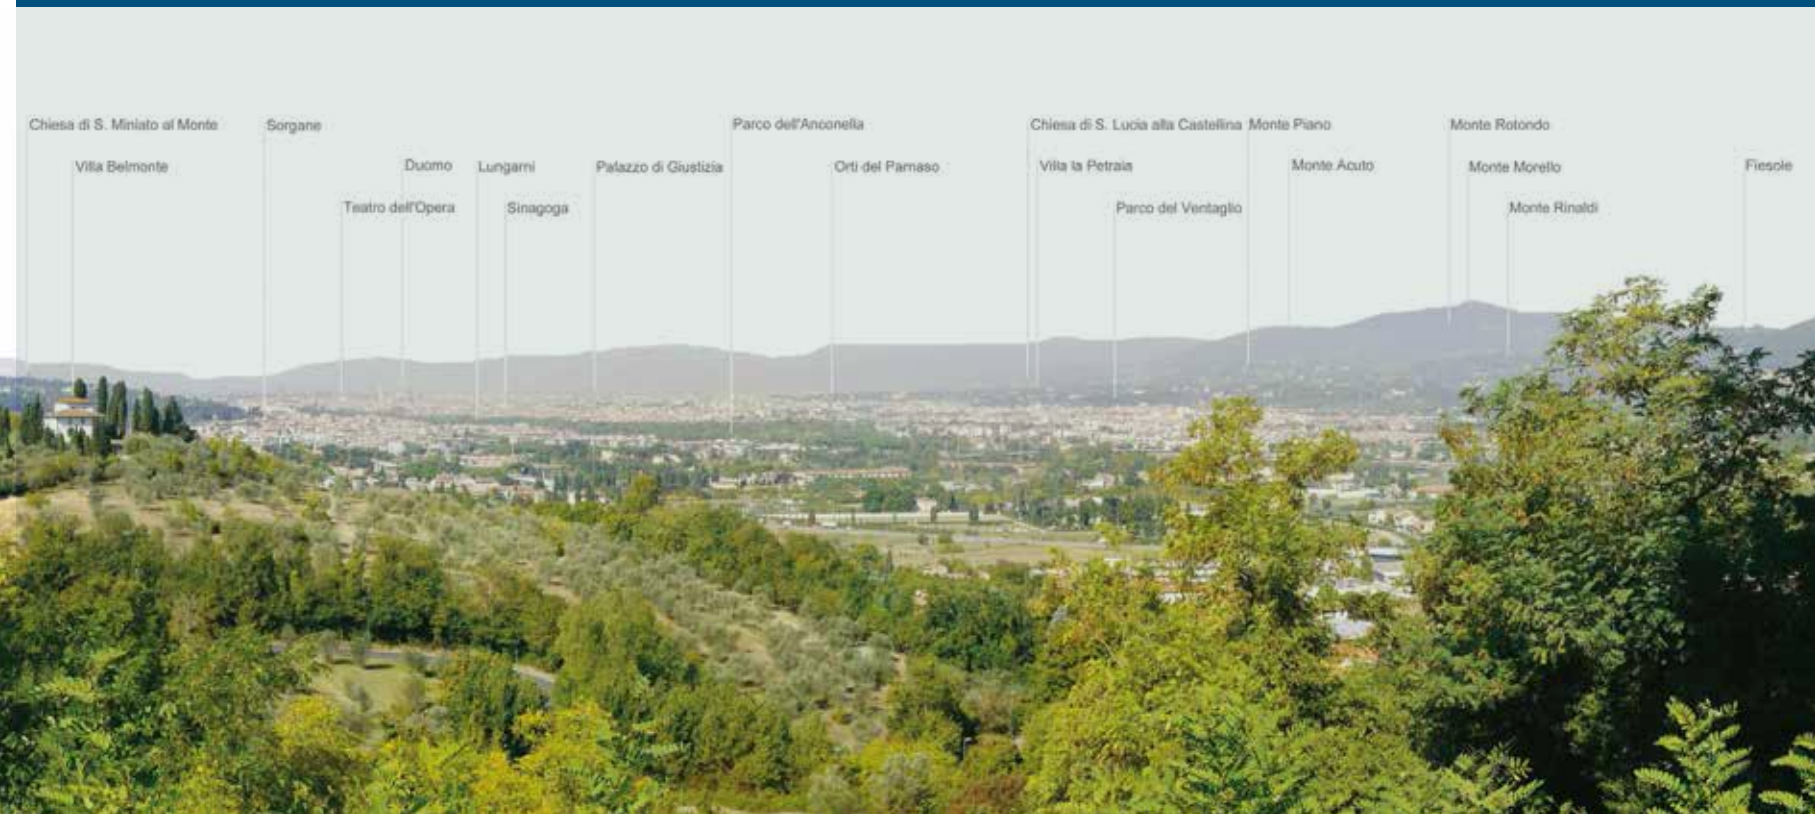 Chiesa di S. Miniato al Monte
Sorgane
Parco dell'Anconella
Chiesa di S. Lucia alla Castellina
Monte Piano
Monte Rotondo
Villa Belmonte
Duomo
Lungarni
Palazzo di Giustizia
Orti del Parnaso
Villa la Petraia
Monte Acuto
Monte Morello
Fiesole
Teatro dell'Opera
Sinagoga
Parco del Ventaglio
Monte Rinaldi